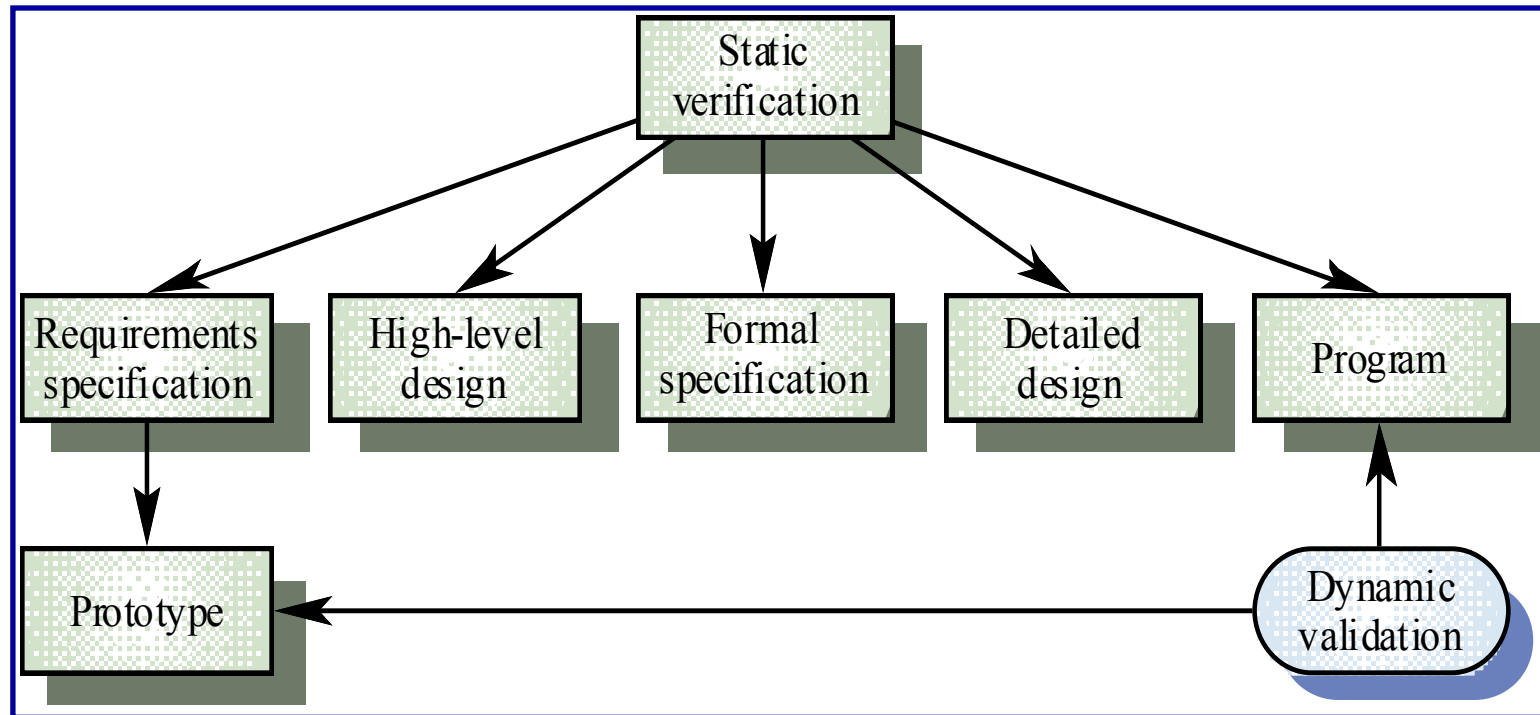 Static
verification
Requirements
specification
High-level
design
Formal
specification
Detailed
design
Program
Prototype
Dynamic
validation